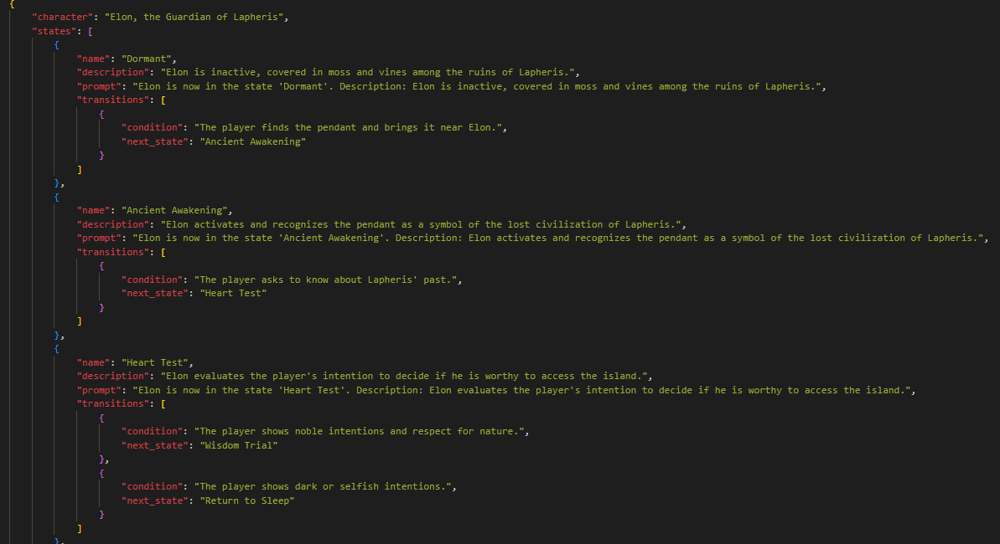 {
"character": "Elon, the Guardian of Lapheris",
"states": [
{
"name": "Dormant",
"description": "Elon is inactive, covered in moss and vines among the ruins of Lapheris.",
"prompt": "Elon is now in the state 'Dormant'. Description: Elon is inactive, covered in moss and vines among the ruins of Lapheris.",
"transitions": [
{
"condition": "The player finds the pendant and brings it near Elon.",
"next_state": "Ancient Awakening"
}
]
},
{
"name": "Ancient Awakening",
"description": "Elon activates and recognizes the pendant as a symbol of the lost civilization of Lapheris.",
"prompt": "Elon is now in the state 'Ancient Awakening'. Description: Elon activates and recognizes the pendant as a symbol of the lost civilization of Lapheris.",
"transitions": [
{
"condition": "The player asks to know about Lapheris' past.",
"next_state": "Heart Test"
}
]
},
{
"name": "Heart Test",
"description": "Elon evaluates the player's intention to decide if he is worthy to access the island.",
"prompt": "Elon is now in the state 'Heart Test'. Description: Elon evaluates the player's intention to decide if he is worthy to access the island.",
"transitions": [
{
"condition": "The player shows noble intentions and respect for nature.",
"next_state": "Wisdom Trial"
},
{
"condition": "The player shows dark or selfish intentions.",
"next_state": "Return to Sleep"
}
]
},